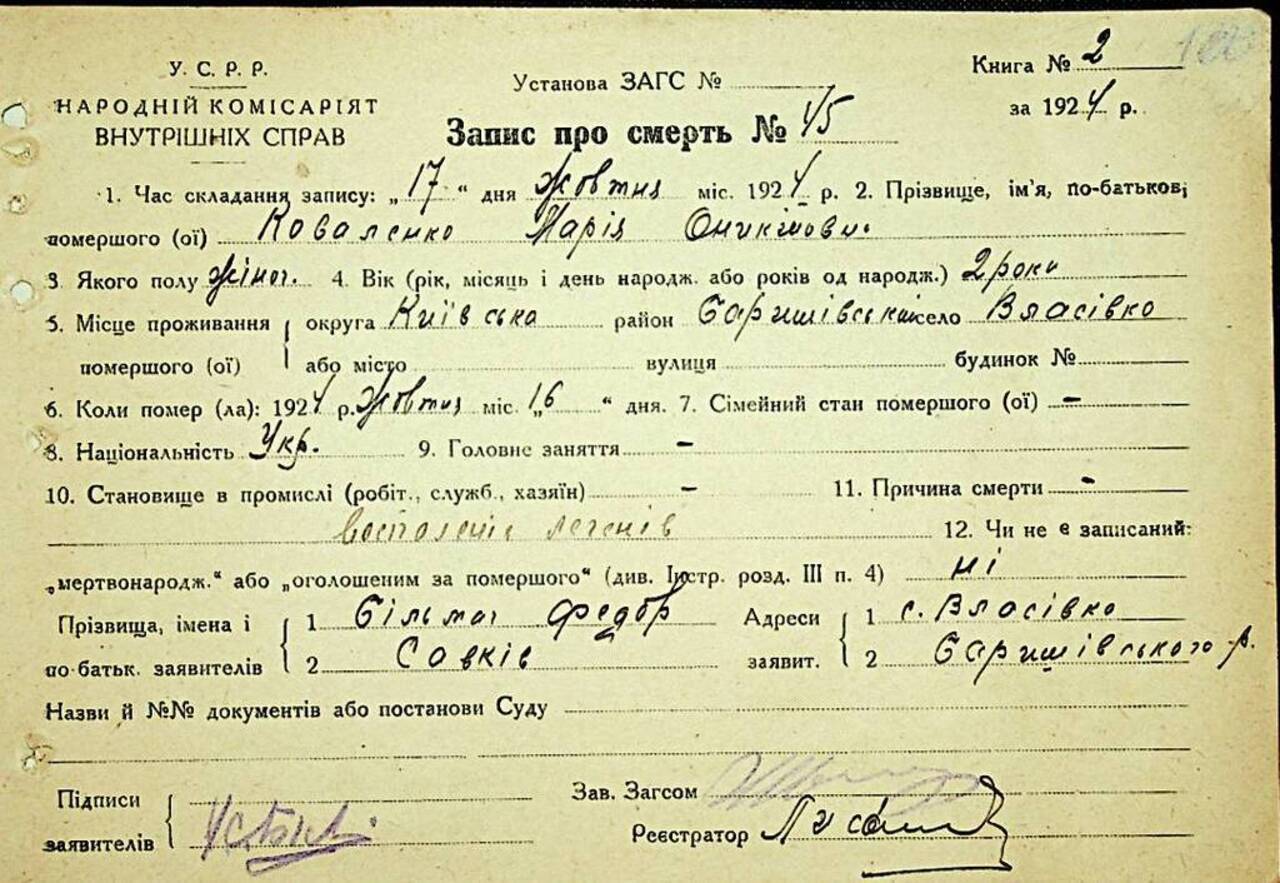 У. С. Р. Р.
НАРОДНІЙ КОМІСАРІЯТ
ВНУТРІШНІХ СПРАВ
Установа ЗАГС №
Книга № 2
за 1924 р.
Запис про смерть № 45
1. Час складання запису: „17“ дня жовтня міс. 1924 р. 2. Прізвище, ім'я, по-батькові
помершого (ої) Коваленко Марія
3. Якого полу жіноч. 4. Вік (рік, місяць і день народж. або років од народж.) 2 роки
5. Місце проживання помершого (ої) { округа Київська район Баришівський село Власівка
або місто вулиця будинок №
6. Коли помер (ла): 1924 р. жовтня міс. „16“ дня. 7. Сімейний стан помершого (ої) –
8. Національність Укр. 9. Головне заняття –
10. Становище в промислі (робіт., служб., хазяїн) – 11. Причина смерти –
легенів 12. Чи не є записаний:
„мертвонародж.“ або „оголошеним за помершого“ (див. Інстр. розд. III п. 4) ні
Прізвища, імена і по-батьк. заявителів { 1 Федор Адреси заявит. { 1 с. Власівка
2 Савків 2 Баришівського р.
Назви й №№ документів або постанови Суду
Підписи заявителів {
Зав. Загсом
Реєстратор